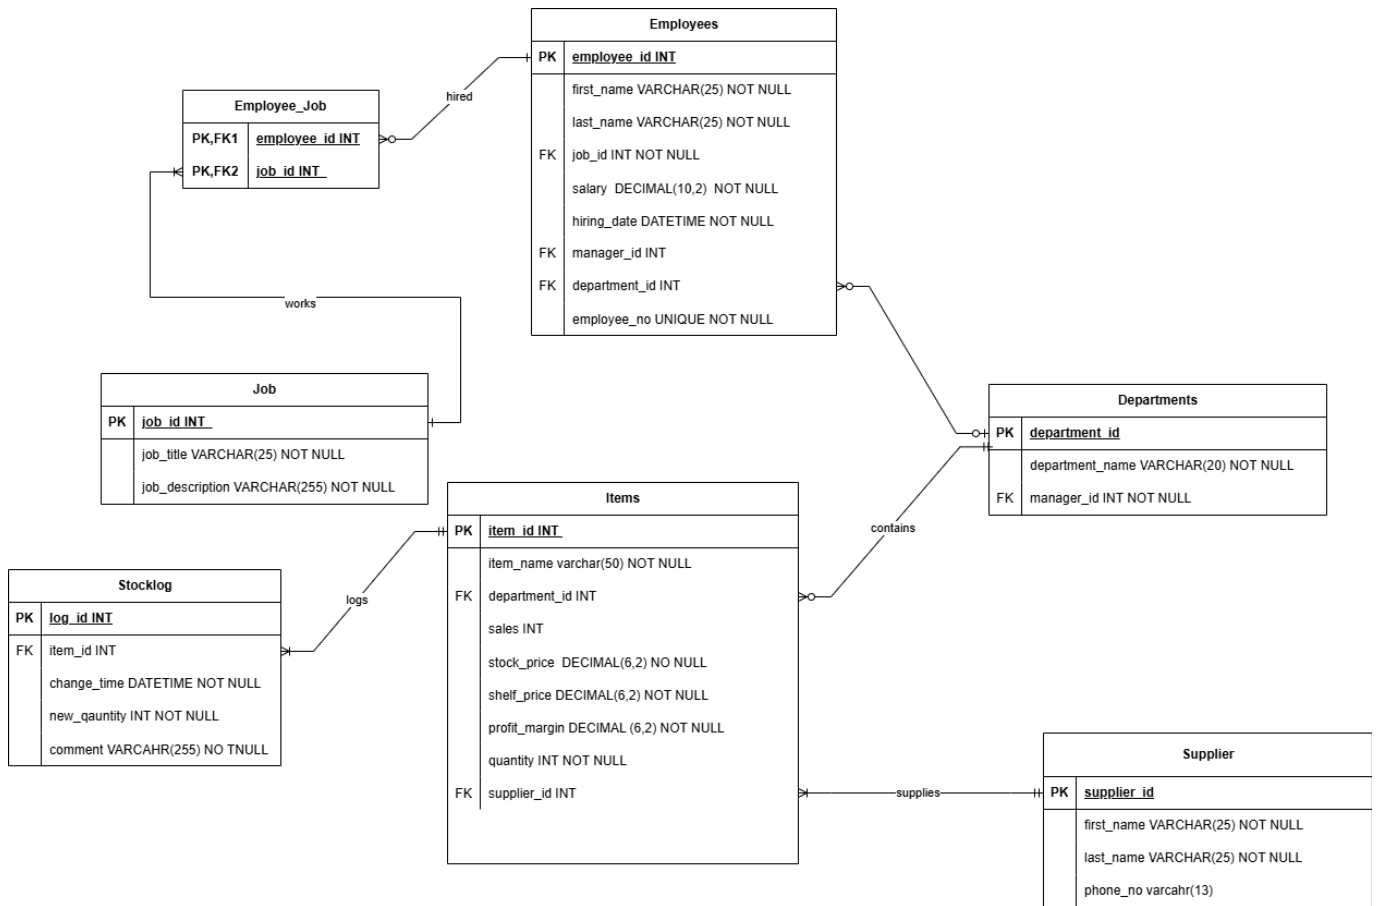 Employees
PK employee_id INT
first_name VARCHAR(25) NOT NULL
last_name VARCHAR(25) NOT NULL
FK job_id INT NOT NULL
salary DECIMAL(10,2) NOT NULL
hiring_date DATETIME NOT NULL
FK manager_id INT
FK department_id INT
employee_no UNIQUE NOT NULL
hired
Employee_Job
PK,FK1 employee_id INT
PK,FK2 job_id INT
works
Job
PK job_id INT
job_title VARCHAR(25) NOT NULL
job_description VARCHAR(255) NOT NULL
Departments
PK department_id
department_name VARCHAR(20) NOT NULL
FK manager_id INT NOT NULL
contains
Items
PK item_id INT
item_name varchar(50) NOT NULL
FK department_id INT
sales INT
stock_price DECIMAL(6,2) NO NULL
shelf_price DECIMAL(6,2) NOT NULL
profit_margin DECIMAL (6,2) NOT NULL
quantity INT NOT NULL
FK supplier_id INT
logs
Stocklog
PK log_id INT
FK item_id INT
change_time DATETIME NOT NULL
new_qauntity INT NOT NULL
comment VARCAHR(255) NO TNULL
supplies
Supplier
PK supplier_id
first_name VARCHAR(25) NOT NULL
last_name VARCHAR(25) NOT NULL
phone_no varcahr(13)